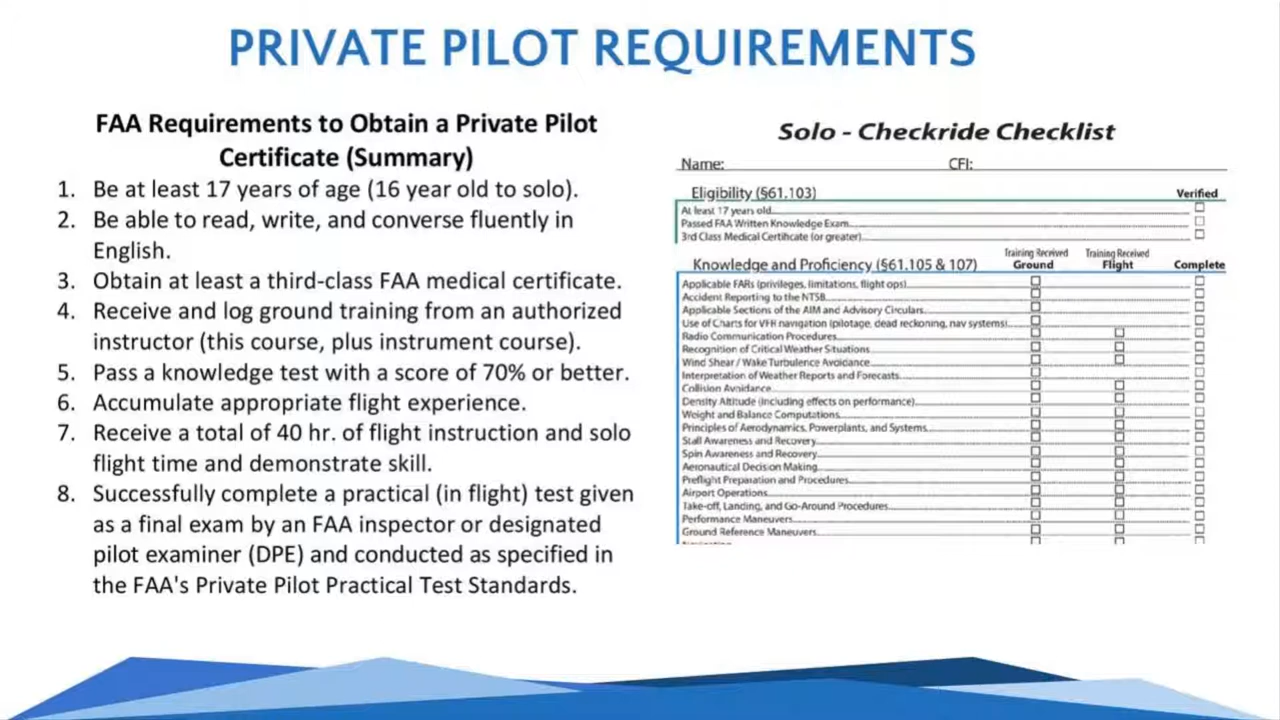 PRIVATE PILOT REQUIREMENTS
FAA Requirements to Obtain a Private Pilot
Certificate (Summary)
1. Be at least 17 years of age (16 year old to solo).
2. Be able to read, write, and converse fluently in
English.
3. Obtain at least a third-class FAA medical certificate.
4. Receive and log ground training from an authorized
instructor (this course, plus instrument course).
5. Pass a knowledge test with a score of 70% or better.
6. Accumulate appropriate flight experience.
7. Receive a total of 40 hr. of flight instruction and solo
flight time and demonstrate skill.
8. Successfully complete a practical (in flight) test given
as a final exam by an FAA inspector or designated
pilot examiner (DPE) and conducted as specified in
the FAA's Private Pilot Practical Test Standards.
Solo - Checkride Checklist
Name: CFI:
Eligibility (§61.103) Verified
At least 17 years old
Passed FAA Written Knowledge Exam
3rd Class Medical Certificate (or greater)
Training Received Training Received
Knowledge and Proficiency (§61.105 & 107) Ground Flight Complete
Applicable FARs (privileges, limitations, flight ops)
Accident Reporting to the NTSB
Applicable Sections of the AIM and Advisory Circulars
Use of Charts for VFR navigation (pilotage, dead reckoning, nav systems)
Radio Communication Procedures
Recognition of Critical Weather Situations
Wind Shear / Wake Turbulence Avoidance
Interpretation of Weather Reports and Forecasts
Collision Avoidance
Density Altitude (including effects on performance)
Weight and Balance Computations
Principles of Aerodynamics, Powerplants, and Systems
Stall Awareness and Recovery
Spin Awareness and Recovery
Aeronautical Decision Making
Preflight Preparation and Procedures
Airport Operations
Take-off, Landing, and Go-Around Procedures
Performance Maneuvers
Ground Reference Maneuvers